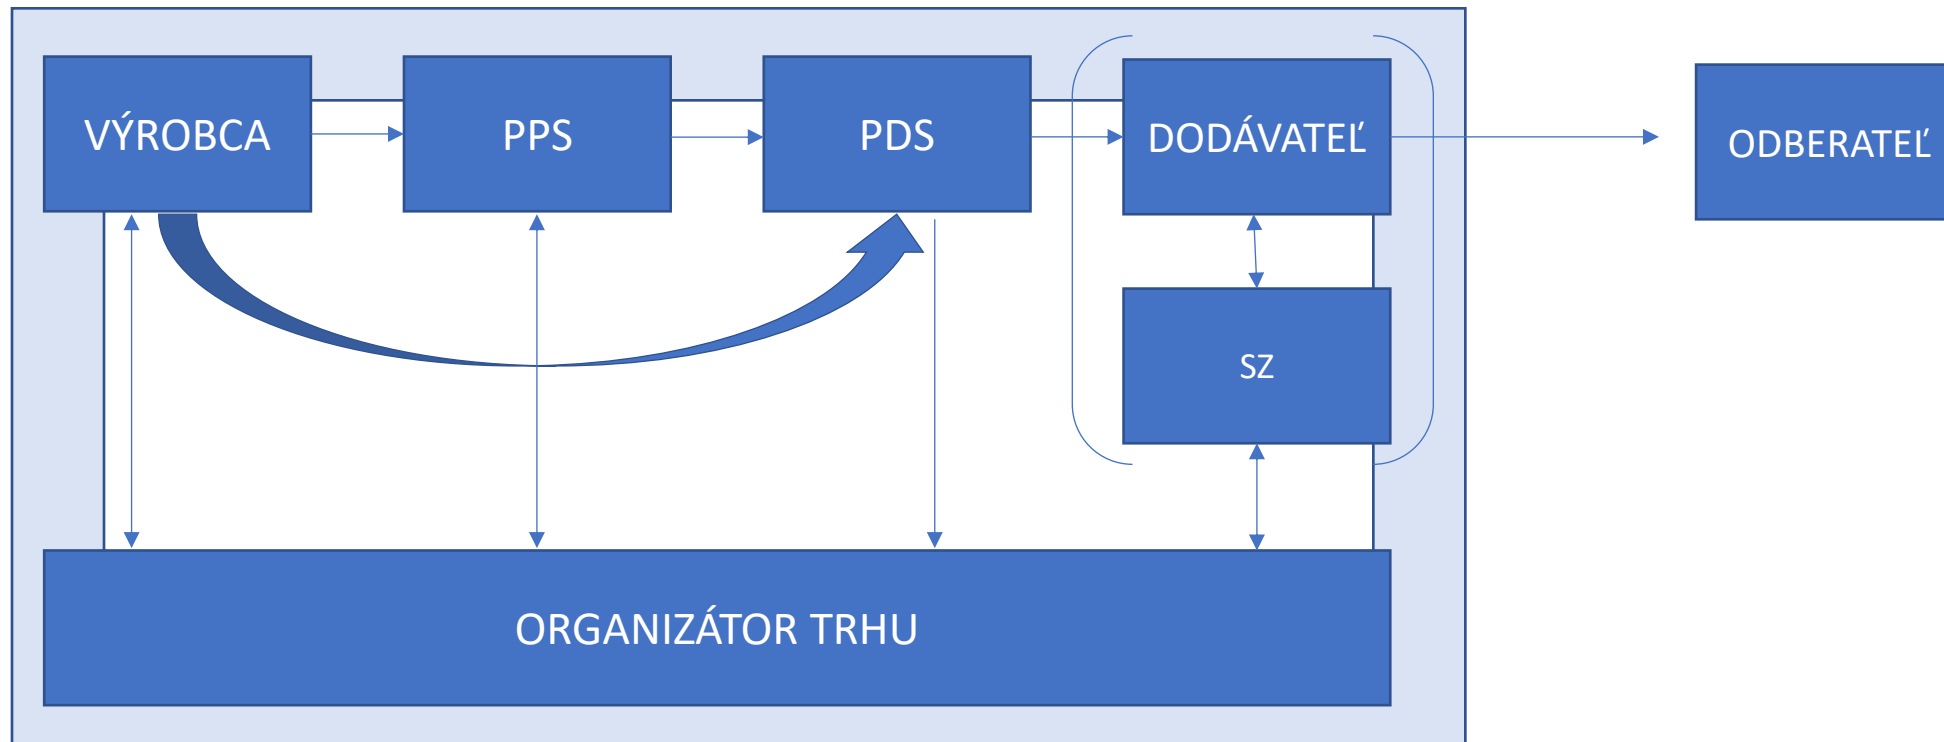 VÝROBCA
PPS
PDS
DODÁVATEĽ
ODBERATEĽ
SZ
ORGANIZÁTOR TRHU